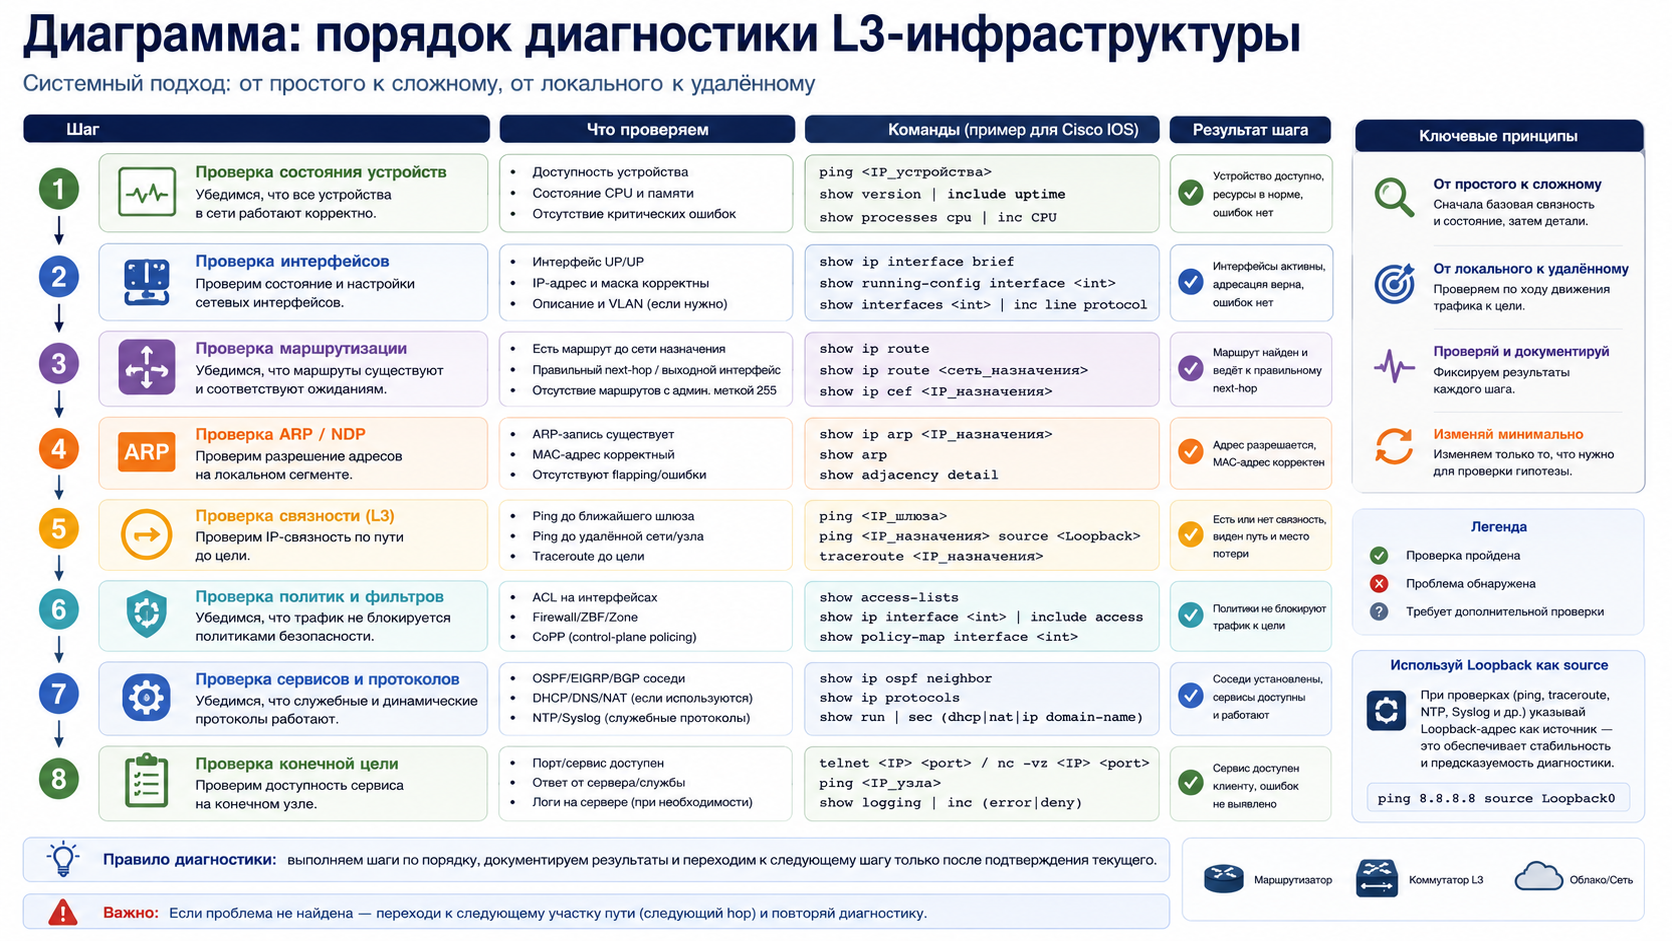 Диаграмма: порядок диагностики L3-инфраструктуры
Системный подход: от простого к сложному, от локального к удалённому
Шаг
Что проверяем
Команды (пример для Cisco IOS)
Результат шага
1
Проверка состояния устройств
Убедимся, что все устройства
в сети работают корректно.
• Доступность устройства
• Состояние CPU и памяти
• Отсутствие критических ошибок
ping <IP_устройства>
show version | include uptime
show processes cpu | inc CPU
Устройство доступно,
ресурсы в норме,
ошибок нет
2
Проверка интерфейсов
Проверим состояние и настройки
сетевых интерфейсов.
• Интерфейс UP/UP
• IP-адрес и маска корректны
• Описание и VLAN (если нужно)
show ip interface brief
show running-config interface <int>
show interfaces <int> | inc line protocol
Интерфейсы активны,
адресация верна,
ошибок нет
3
Проверка маршрутизации
Убедимся, что маршруты существуют
и соответствуют ожиданиям.
• Есть маршрут до сети назначения
• Правильный next-hop / выходной интерфейс
• Отсутствие маршрутов с админ. меткой 255
show ip route
show ip route <сеть_назначения>
show ip cef <IP_назначения>
Маршрут найден и
ведёт к правильному
next-hop
4
ARP
Проверка ARP / NDP
Проверим разрешение адресов
на локальном сегменте.
• ARP-запись существует
• MAC-адрес корректный
• Отсутствуют flapping/ошибки
show ip arp <IP_назначения>
show arp
show adjacency detail
Адрес разрешается,
MAC-адрес корректен
5
Проверка связности (L3)
Проверим IP-связность по пути
до цели.
• Ping до ближайшего шлюза
• Ping до удалённой сети/узла
• Traceroute до цели
ping <IP_шлюза>
ping <IP_назначения> source <Loopback>
traceroute <IP_назначения>
Есть или нет связность,
виден путь и место
потери
6
Проверка политик и фильтров
Убедимся, что трафик не блокируется
политиками безопасности.
• ACL на интерфейсах
• Firewall/ZBF/Zone
• CoPP (control-plane policing)
show access-lists
show ip interface <int> | include access
show policy-map interface <int>
Политики не блокируют
трафик к цели
7
Проверка сервисов и протоколов
Убедимся, что служебные и динамические
протоколы работают.
• OSPF/EIGRP/BGP соседи
• DHCP/DNS/NAT (если используются)
• NTP/Syslog (служебные протоколы)
show ip ospf neighbor
show ip protocols
show run | sec (dhcp|nat|ip domain-name)
Соседи установлены,
сервисы доступны
и работают
8
Проверка конечной цели
Проверим доступность сервиса
на конечном узле.
• Порт/сервис доступен
• Ответ от сервера/службы
• Логи на сервере (при необходимости)
telnet <IP> <port> / nc -vz <IP> <port>
ping <IP_узла>
show logging | inc (error|deny)
Сервис доступен
клиенту, ошибок
не выявлено
Ключевые принципы
От простого к сложному
Сначала базовая связность
и состояние, затем детали.
От локального к удалённому
Проверяем по ходу движения
трафика к цели.
Проверяй и документируй
Фиксируем результаты
каждого шага.
Изменяй минимально
Изменяем только то, что нужно
для проверки гипотезы.
Легенда
Проверка пройдена
Проблема обнаружена
? Требует дополнительной проверки
Используй Loopback как source
При проверках (ping, traceroute,
NTP, Syslog и др.) указывай
Loopback-адрес как источник —
это обеспечивает стабильность
и предсказуемость диагностики.
ping 8.8.8.8 source Loopback0
Правило диагностики: выполняем шаги по порядку, документируем результаты и переходим к следующему шагу только после подтверждения текущего.
Важно: Если проблема не найдена — переходи к следующему участку пути (следующий hop) и повторяй диагностику.
Маршрутизатор
Коммутатор L3
Облако/Сеть